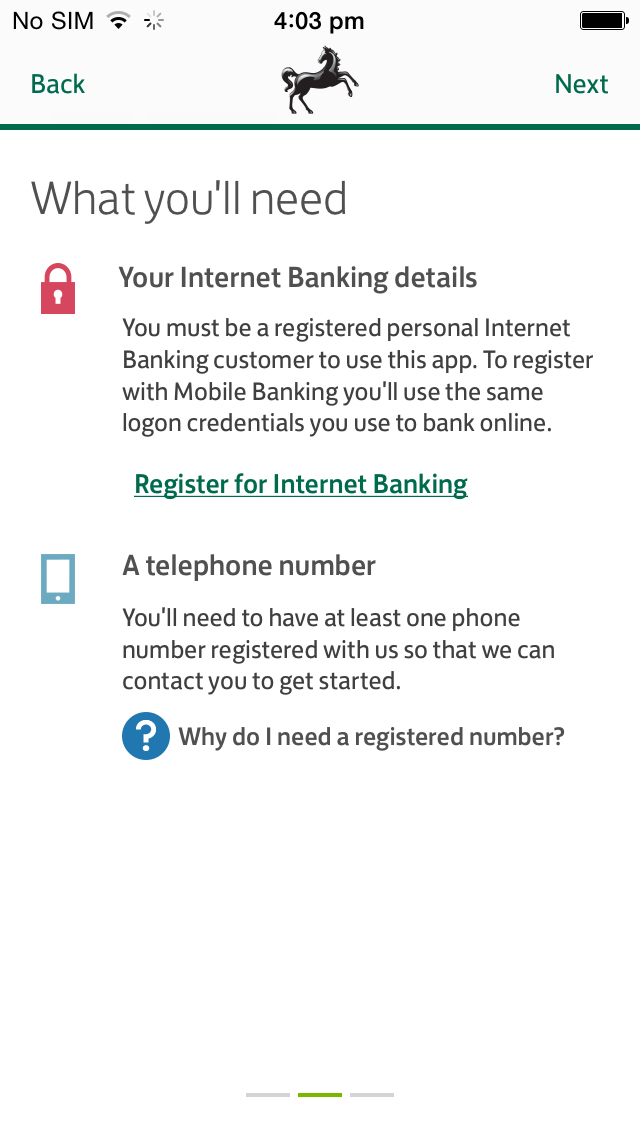 No SIM 4:03 pm
Back Next
What you'll need
Your Internet Banking details
You must be a registered personal Internet
Banking customer to use this app. To register
with Mobile Banking you'll use the same
logon credentials you use to bank online.
Register for Internet Banking
A telephone number
You'll need to have at least one phone
number registered with us so that we can
contact you to get started.
? Why do I need a registered number?